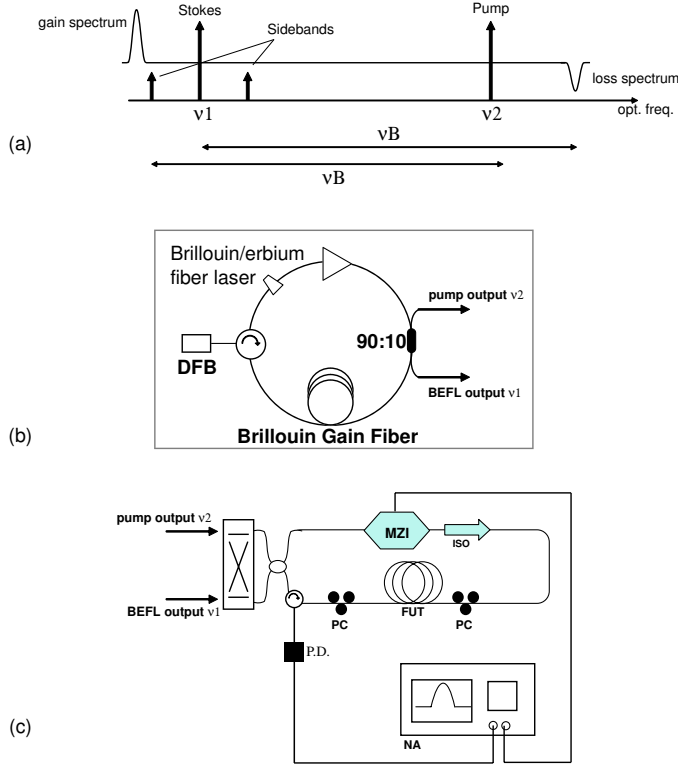 Stokes
Pump
gain spectrum
Sidebands
loss spectrum
ν1
ν2
opt. freq.
(a)
νB
νB
Brillouin/erbium
fiber laser
pump output ν2
90:10
DFB
BEFL output ν1
Brillouin Gain Fiber
(b)
pump output ν2
MZI
ISO
BEFL output ν1
PC
FUT
PC
P.D.
NA
(c)